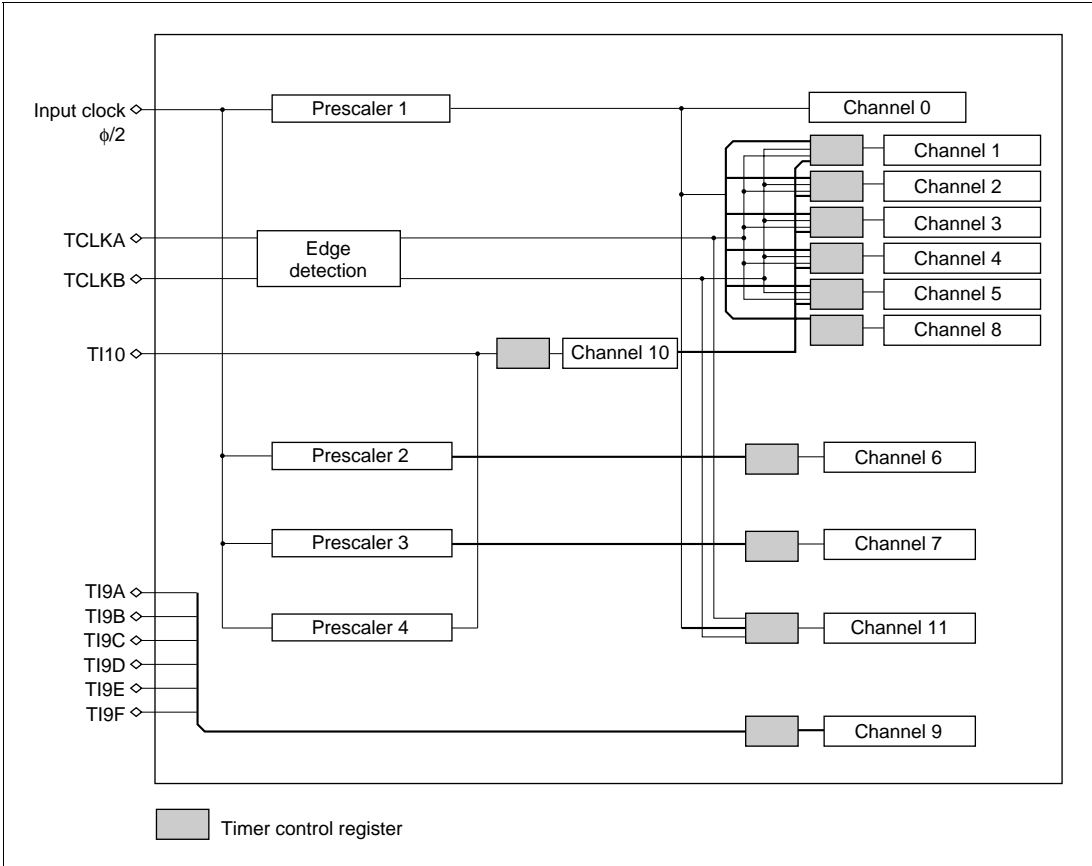 Input clock
ϕ/2
Prescaler 1
Channel 0
Channel 1
Channel 2
Channel 3
Channel 4
Channel 5
Channel 8
TCLKA
TCLKB
Edge
detection
TI10
Channel 10
Prescaler 2
Channel 6
Prescaler 3
Channel 7
TI9A
TI9B
TI9C
TI9D
TI9E
TI9F
Prescaler 4
Channel 11
Channel 9
Timer control register